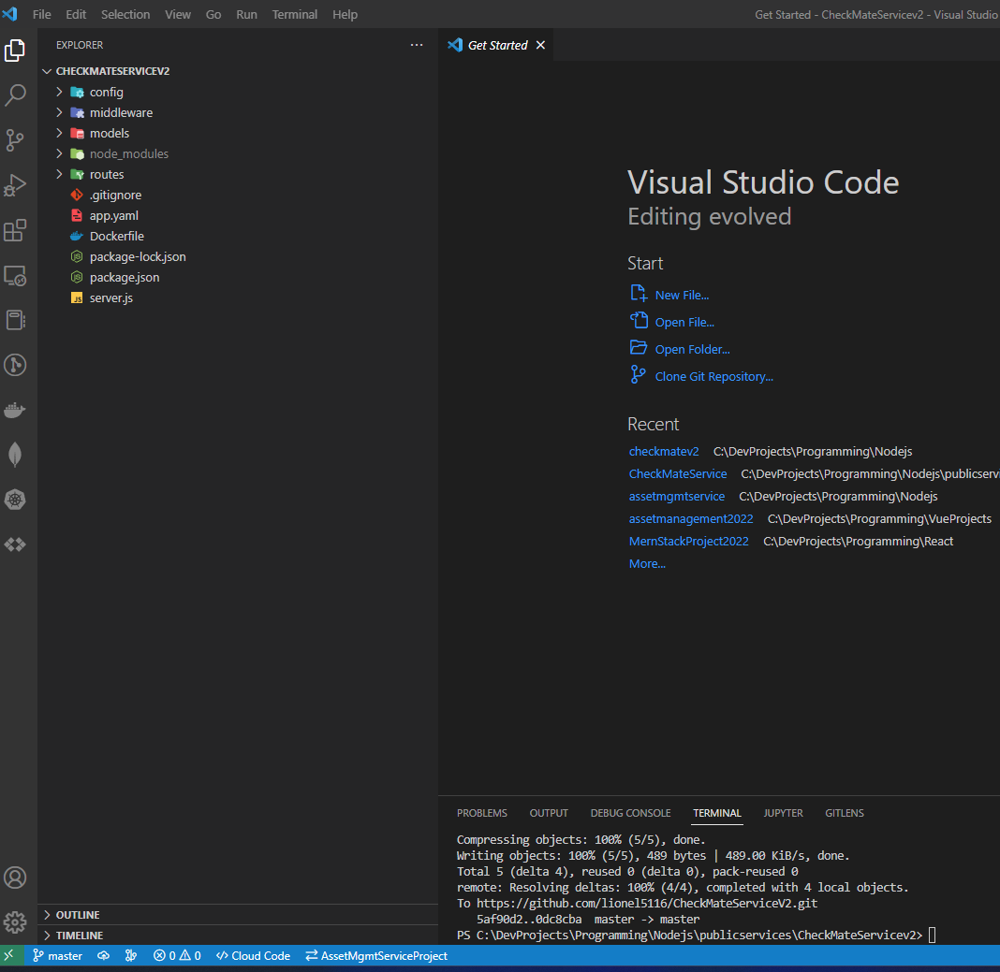 File Edit Selection View Go Run Terminal Help
Get Started - CheckMateServicev2 - Visual Studio
EXPLORER
Get Started
CHECKMATESERVICEV2
config
middleware
models
node_modules
routes
.gitignore
app.yaml
Dockerfile
package-lock.json
package.json
server.js
OUTLINE
TIMELINE
Visual Studio Code
Editing evolved
Start
New File...
Open File...
Open Folder...
Clone Git Repository...
Recent
checkmatev2 C:\DevProjects\Programming\Nodejs
CheckMateService C:\DevProjects\Programming\Nodejs\publicservi
assetmgmtservice C:\DevProjects\Programming\Nodejs
assetmanagement2022 C:\DevProjects\Programming\VueProjects
MernStackProject2022 C:\DevProjects\Programming\React
More...
PROBLEMS OUTPUT DEBUG CONSOLE TERMINAL JUPYTER GITLENS
Compressing objects: 100% (5/5), done.
Writing objects: 100% (5/5), 489 bytes | 489.00 KiB/s, done.
Total 5 (delta 4), reused 0 (delta 0), pack-reused 0
remote: Resolving deltas: 100% (4/4), completed with 4 local objects.
To https://github.com/lionel5116/CheckMateServiceV2.git
5af90d2..0dc8cba master -> master
PS C:\DevProjects\Programming\Nodejs\publicservices\CheckMateServicev2>
master 0 0 Cloud Code AssetMgmtServiceProject